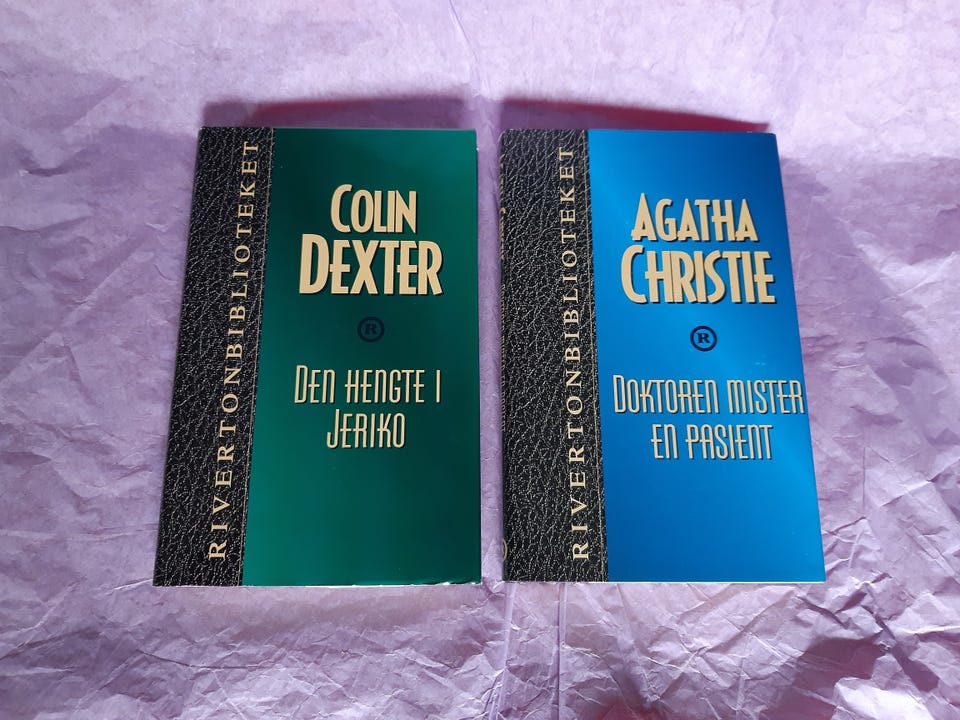 RIVERTONBIBLIOTEKET
COLIN
DEXTER
R
DEN HENGTE I
JERIKO
RIVERTONBIBLIOTEKET
AGATHA
CHRISTIE
R
DOKTOREN MISTER
EN PASIENT